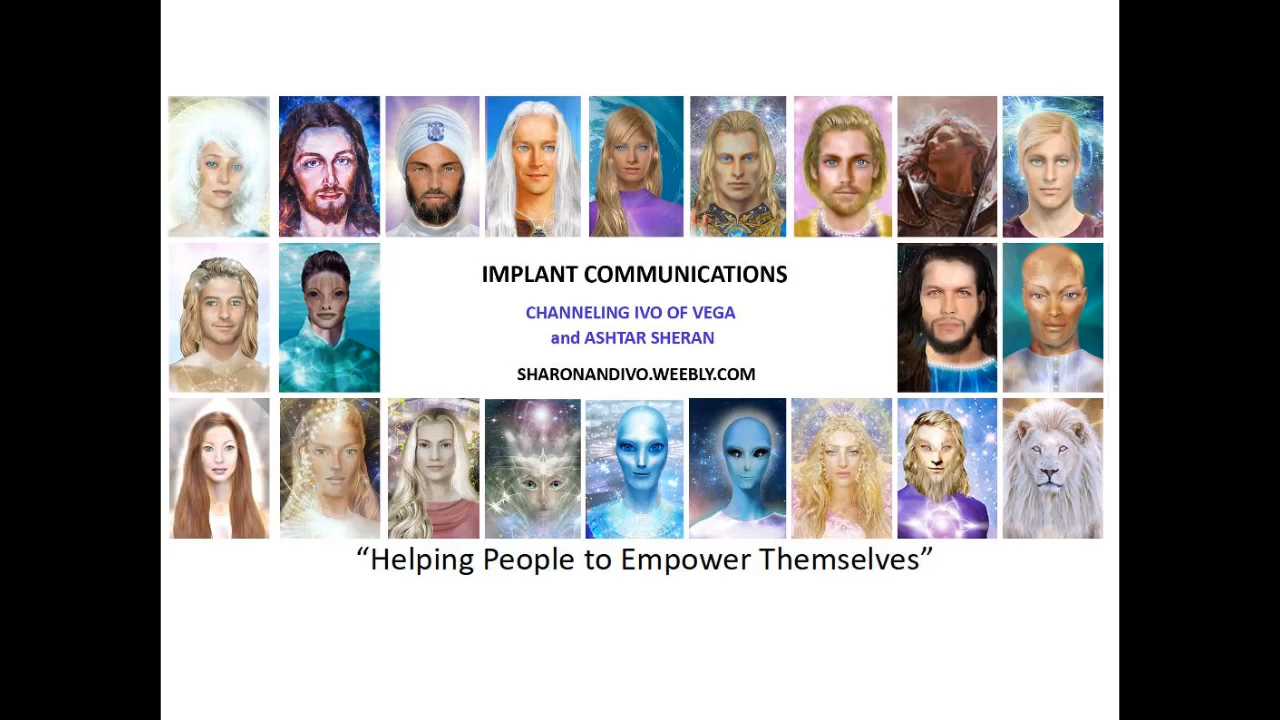 IMPLANT COMMUNICATIONS
CHANNELING IVO OF VEGA
and ASHTAR SHERAN
SHARONANDIVO.WEEBLY.COM
“Helping People to Empower Themselves”